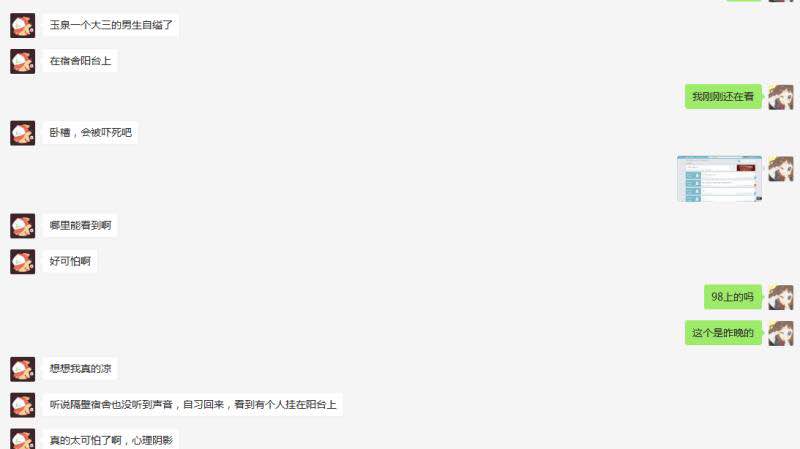 玉泉一个大三的男生自缢了
在宿舍阳台上
我刚刚还在看
卧槽，会被吓死吧
哪里能看到啊
好可怕啊
98上的吗
这个是昨晚的
想想我真的凉
听说隔壁宿舍也没听到声音，自习回来，看到有个人挂在阳台上
真的太可怕了啊，心理阴影